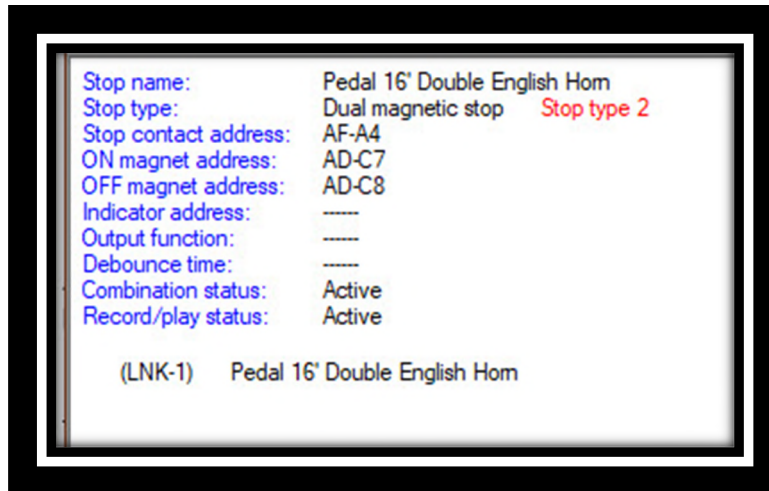 Stop name: Pedal 16' Double English Horn
Stop type: Dual magnetic stop Stop type 2
Stop contact address: AF-A4
ON magnet address: AD-C7
OFF magnet address: AD-C8
Indicator address: ------
Output function: ------
Debounce time: ------
Combination status: Active
Record/play status: Active
(LNK-1) Pedal 16' Double English Horn